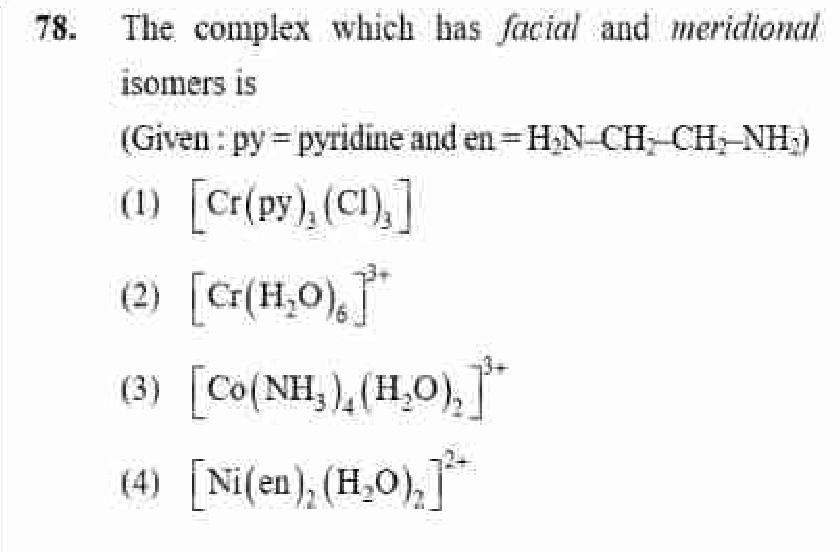 78. The complex which has facial and meridional
isomers is
(Given : py = pyridine and en = H₂N–CH₂–CH₂–NH₂)
(1) [Cr(py)₃(Cl)₃]
(2) [Cr(H₂O)₆]³⁺
(3) [Co(NH₃)₄(H₂O)₂]³⁺
(4) [Ni(en)₂(H₂O)₂]²⁺